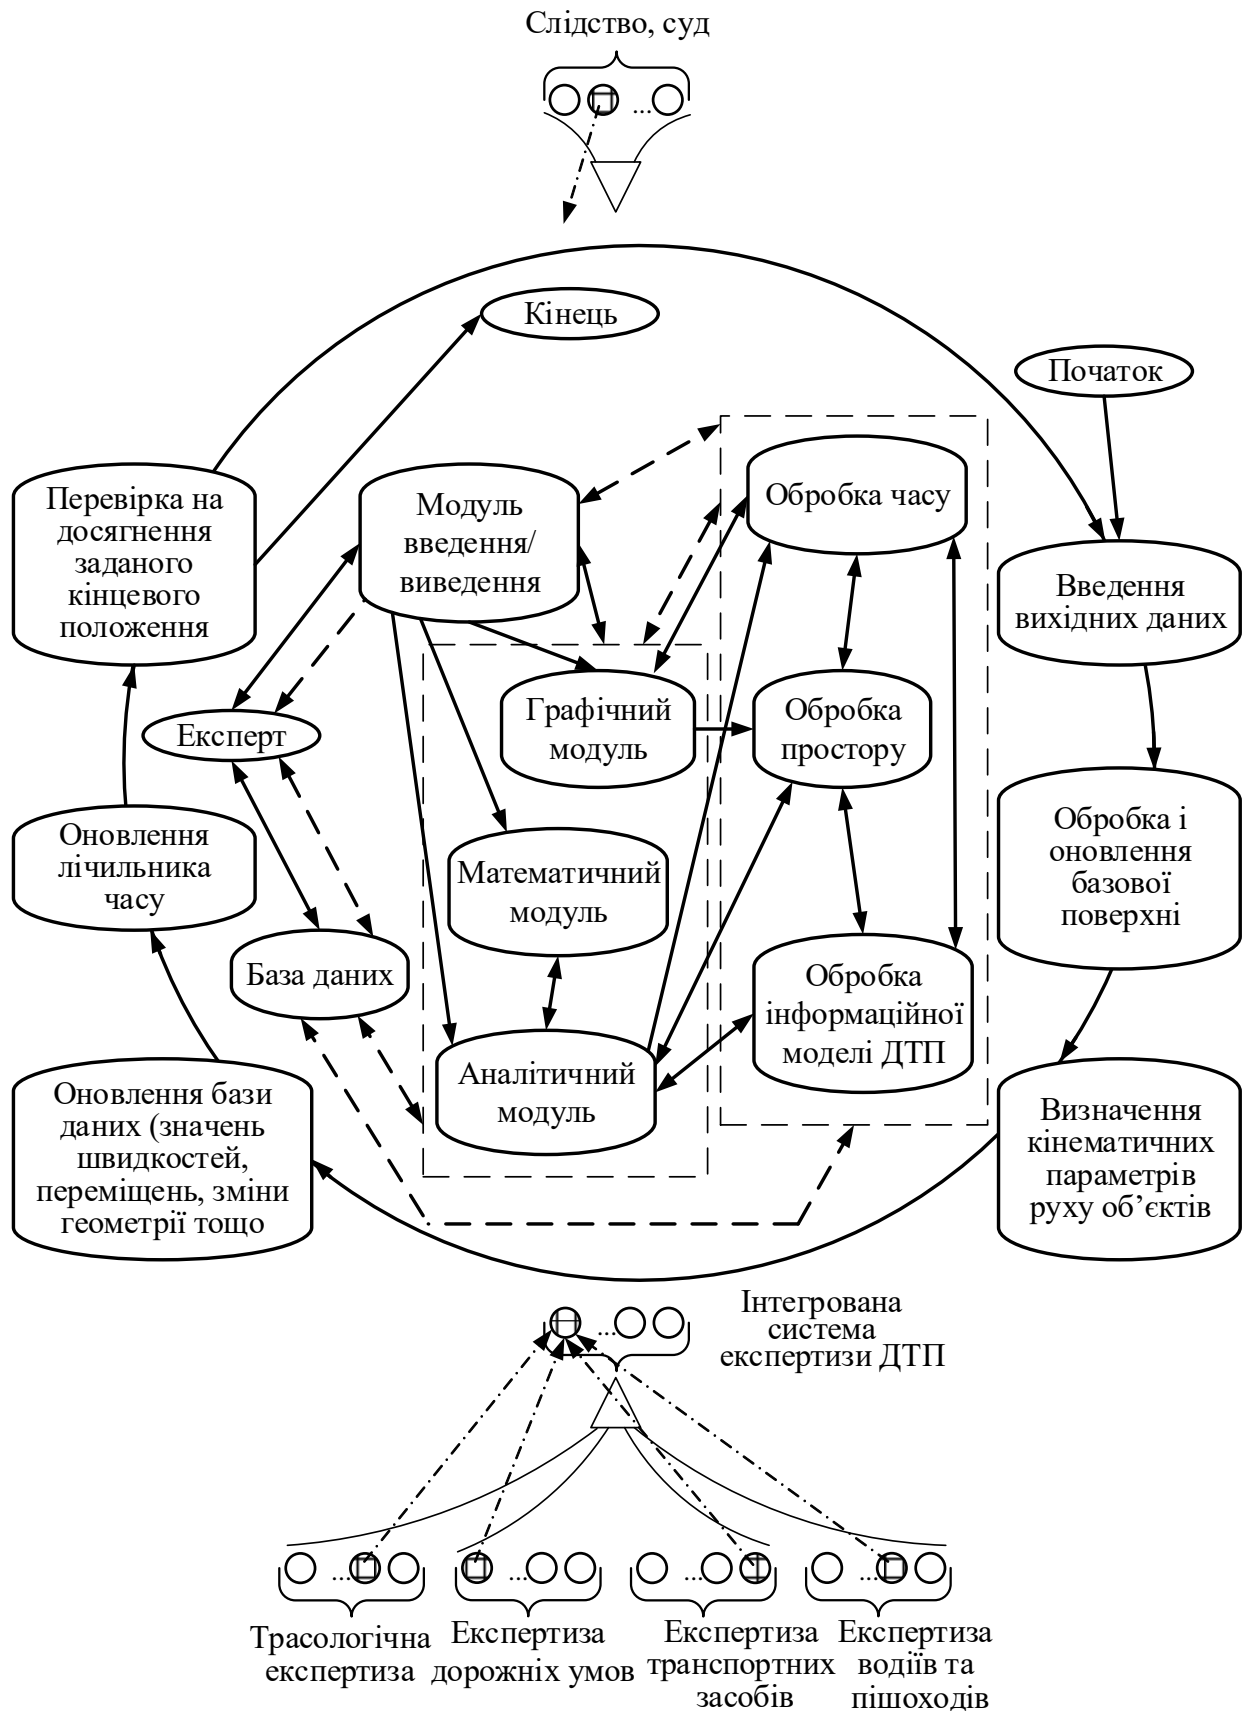 Слідство, суд
...
Кінець
Початок
Перевірка на
досягнення
заданого
кінцевого
положення
Модуль
введення/
виведення
Обробка часу
Введення
вихідних даних
Експерт
Графічний
модуль
Обробка
простору
Оновлення
лічильника
часу
Математичний
модуль
Обробка і
оновлення
базової
поверхні
База даних
Обробка
інформаційної
моделі ДТП
Аналітичний
модуль
Оновлення бази
даних (значень
швидкостей,
переміщень, зміни
геометрії тощо
Визначення
кінематичних
параметрів
руху об’єктів
...
Інтегрована
система
експертизи ДТП
...
...
...
...
Трасологічна
експертиза
Експертиза
дорожніх умов
Експертиза
транспортних
засобів
Експертиза
водіїв та
пішоходів